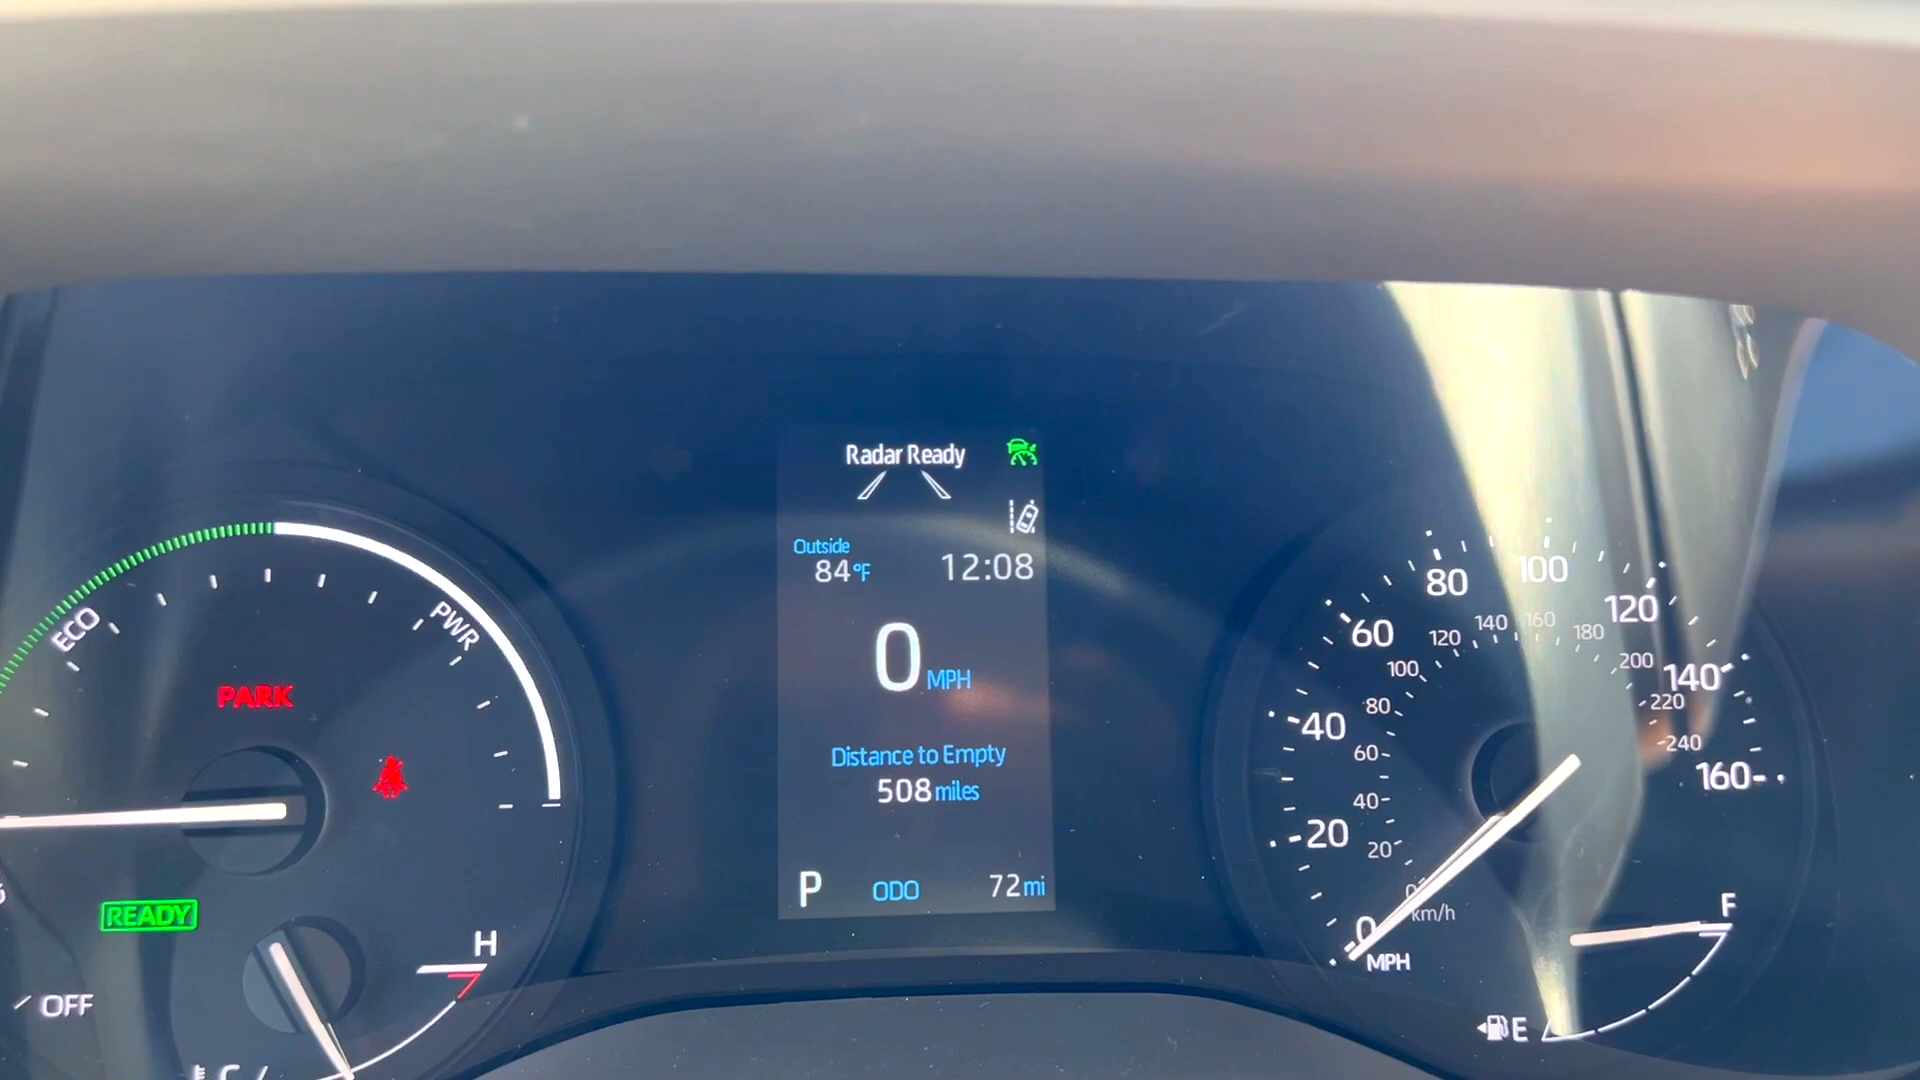 Radar Ready
Outside
84°F
12:08
0 MPH
Distance to Empty
508 miles
P ODO 72 mi
ECO
PWR
PARK
READY
OFF
H
C
0
20
40
60
80
100
120
140
160
MPH
0
20
40
60
80
100
120
140
160
180
200
220
240
km/h
F
E